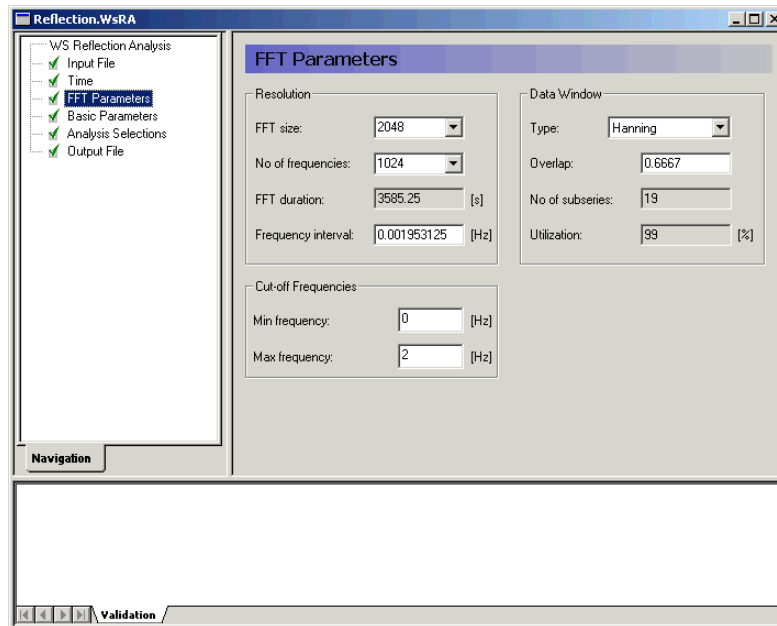 Reflection.WsRA
WS Reflection Analysis
Input File
Time
FFT Parameters
Basic Parameters
Analysis Selections
Output File
Navigation
FFT Parameters
Resolution
FFT size: 2048
No of frequencies: 1024
FFT duration: 3585.25 [s]
Frequency interval: 0.001953125 [Hz]
Data Window
Type: Hanning
Overlap: 0.6667
No of subseries: 19
Utilization: 99 [%]
Cut-off Frequencies
Min frequency: 0 [Hz]
Max frequency: 2 [Hz]
Validation